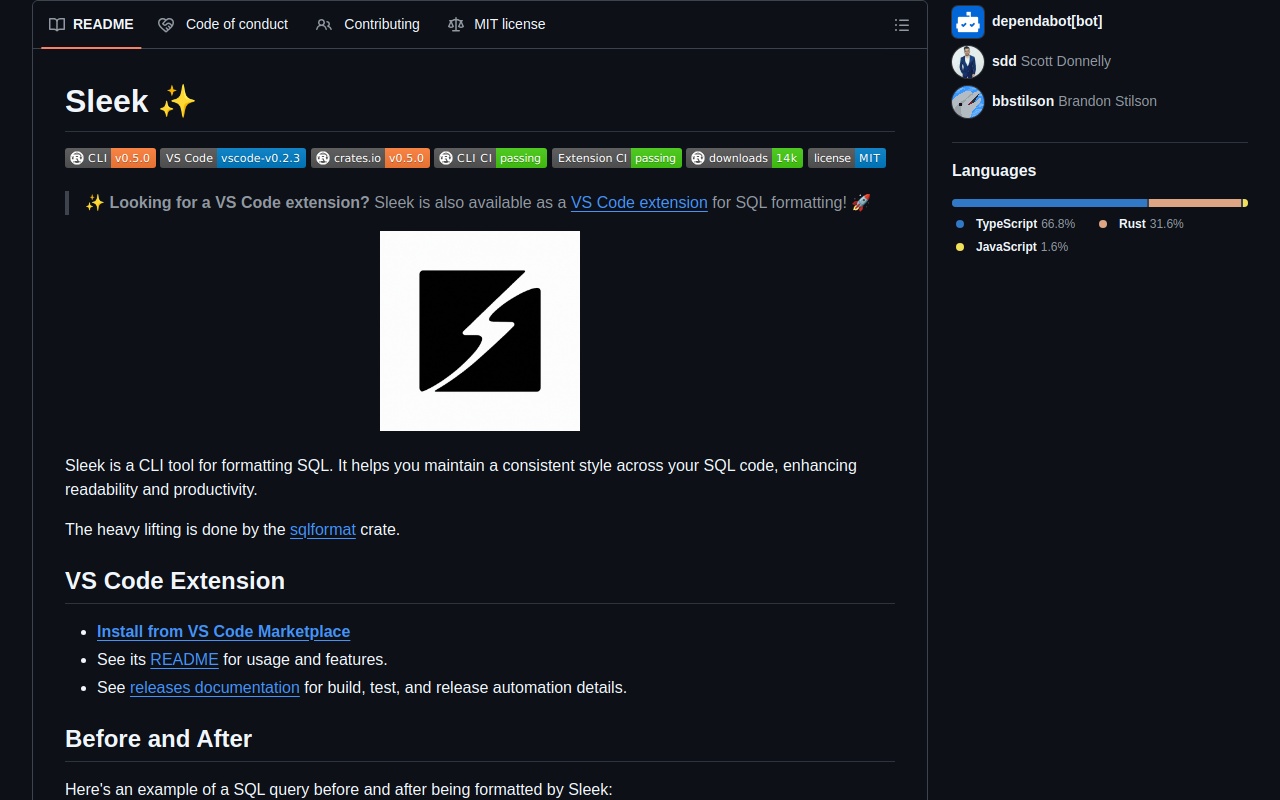 README
Code of conduct
Contributing
MIT license
Sleek ✨
CLI v0.5.0
VS Code vscode-v0.2.3
crates.io v0.5.0
CLI CI passing
Extension CI passing
downloads 14k
license MIT
✨ Looking for a VS Code extension? Sleek is also available as a VS Code extension for SQL formatting! 🚀
Sleek is a CLI tool for formatting SQL. It helps you maintain a consistent style across your SQL code, enhancing
readability and productivity.
The heavy lifting is done by the sqlformat crate.
VS Code Extension
• Install from VS Code Marketplace
• See its README for usage and features.
• See releases documentation for build, test, and release automation details.
Before and After
Here's an example of a SQL query before and after being formatted by Sleek:
dependabot[bot]
sdd Scott Donnelly
bbstilson Brandon Stilson
Languages
TypeScript 66.8%
Rust 31.6%
JavaScript 1.6%